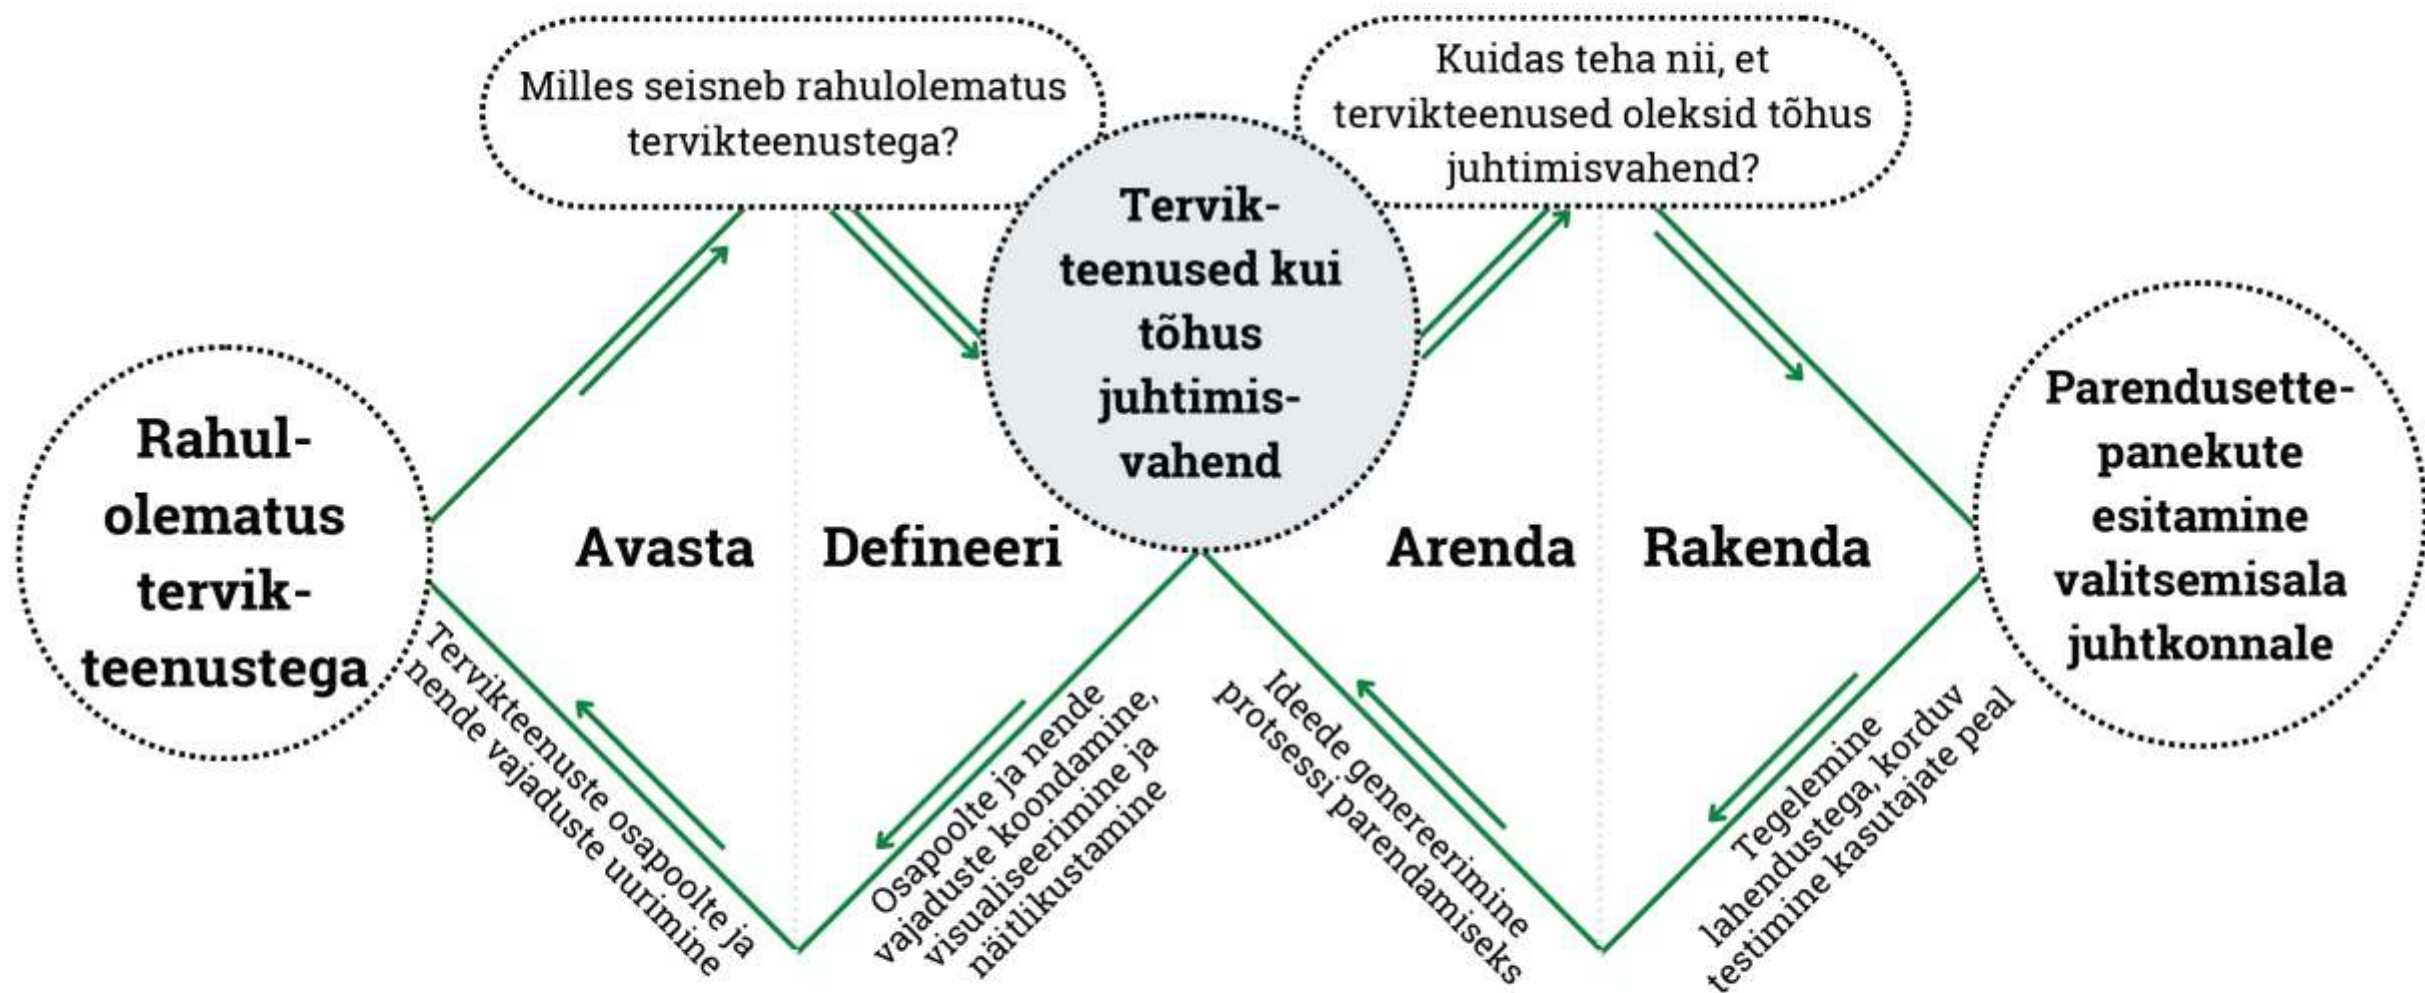 Milles seisneb rahulolematus
tervikteenustega?
Kuidas teha nii, et
tervikteenused oleksid tõhus
juhtimisvahend?
Rahul-
olematus
tervik-
teenustega
Tervik-
teenused kui
tõhus
juhtimis-
vahend
Parendusette-
panekute
esitamine
valitsemisala
juhtkonnale
Avasta
Defineeri
Arenda
Rakenda
Tervikteenuste osapoolte ja
nende vajaduste uurimine
Osapoolte ja nende
vajaduste koondamine,
visualiseerimine ja
näitlikustamine
Ideede genereerimine
protsessi parendamiseks
Tegelemine
lahendustega, korduv
testimine kasutajate peal